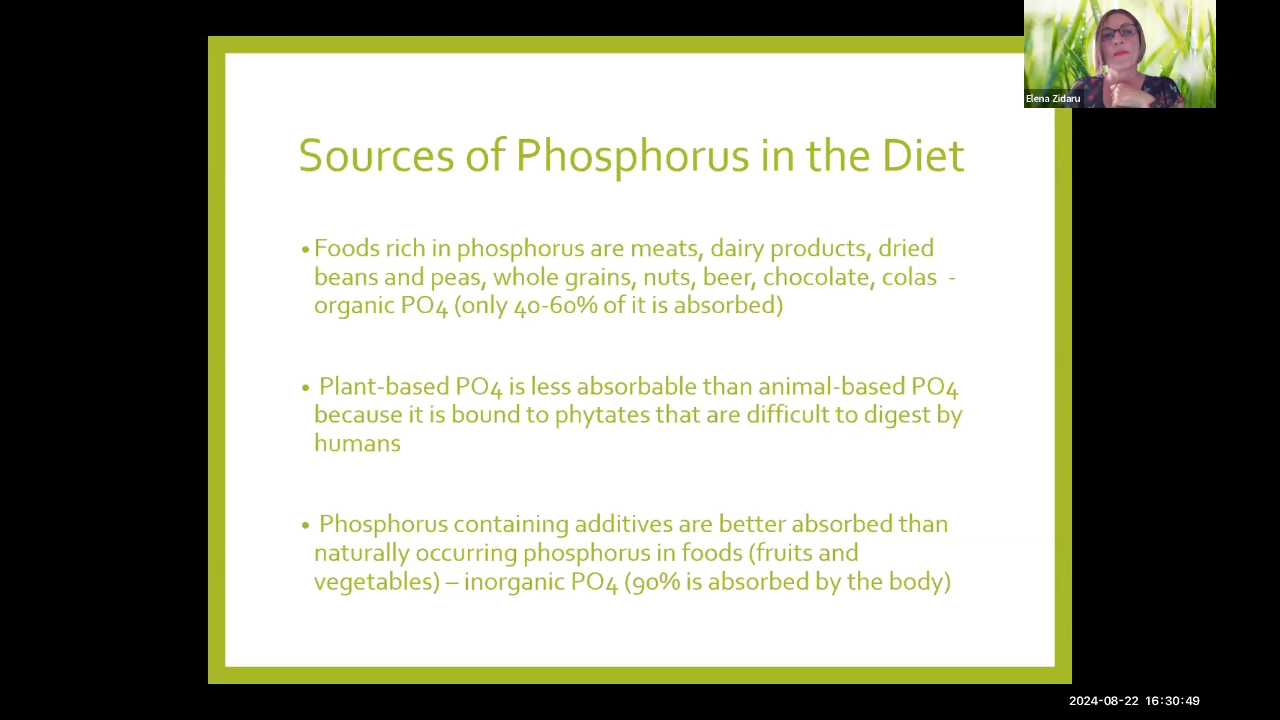 Elena Zidaru
Sources of Phosphorus in the Diet
•Foods rich in phosphorus are meats, dairy products, dried
beans and peas, whole grains, nuts, beer, chocolate, colas -
organic PO4 (only 40-60% of it is absorbed)
• Plant-based PO4 is less absorbable than animal-based PO4
because it is bound to phytates that are difficult to digest by
humans
• Phosphorus containing additives are better absorbed than
naturally occurring phosphorus in foods (fruits and
vegetables) – inorganic PO4 (90% is absorbed by the body)
2024-08-22 16:30:49